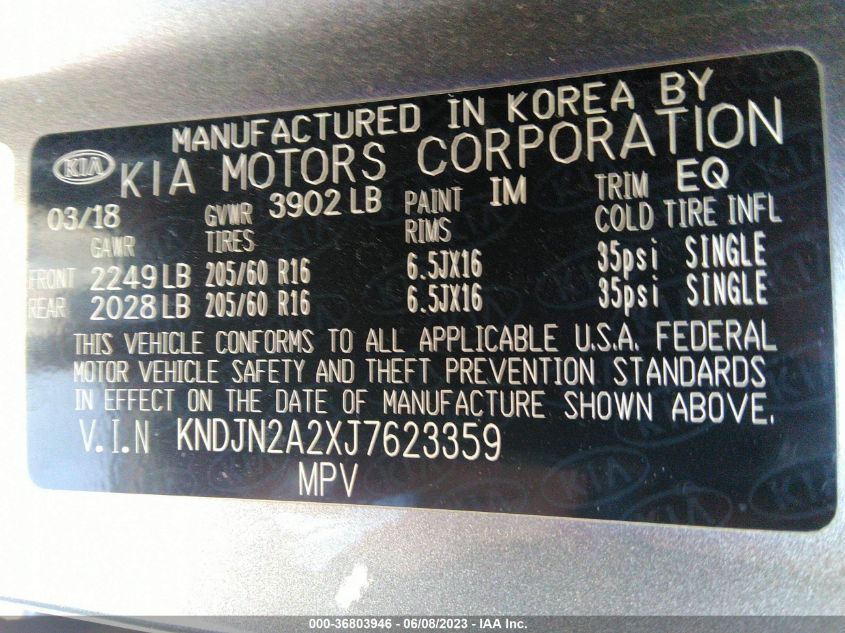 MANUFACTURED IN KOREA BY
KIA KIA MOTORS CORPORATION
03/18 GVWR 3902 LB PAINT IM TRIM EQ
GAWR TIRES RIMS COLD TIRE INFL
FRONT 2249 LB 205/60 R16 6.5JX16 35psi SINGLE
REAR 2028 LB 205/60 R16 6.5JX16 35psi SINGLE
THIS VEHICLE CONFORMS TO ALL APPLICABLE U.S.A. FEDERAL
MOTOR VEHICLE SAFETY AND THEFT PREVENTION STANDARDS
IN EFFECT ON THE DATE OF MANUFACTURE SHOWN ABOVE.
V.I.N KNDJN2A2XJ7623359
MPV
000-36803946 - 06/08/2023 - IAA Inc.